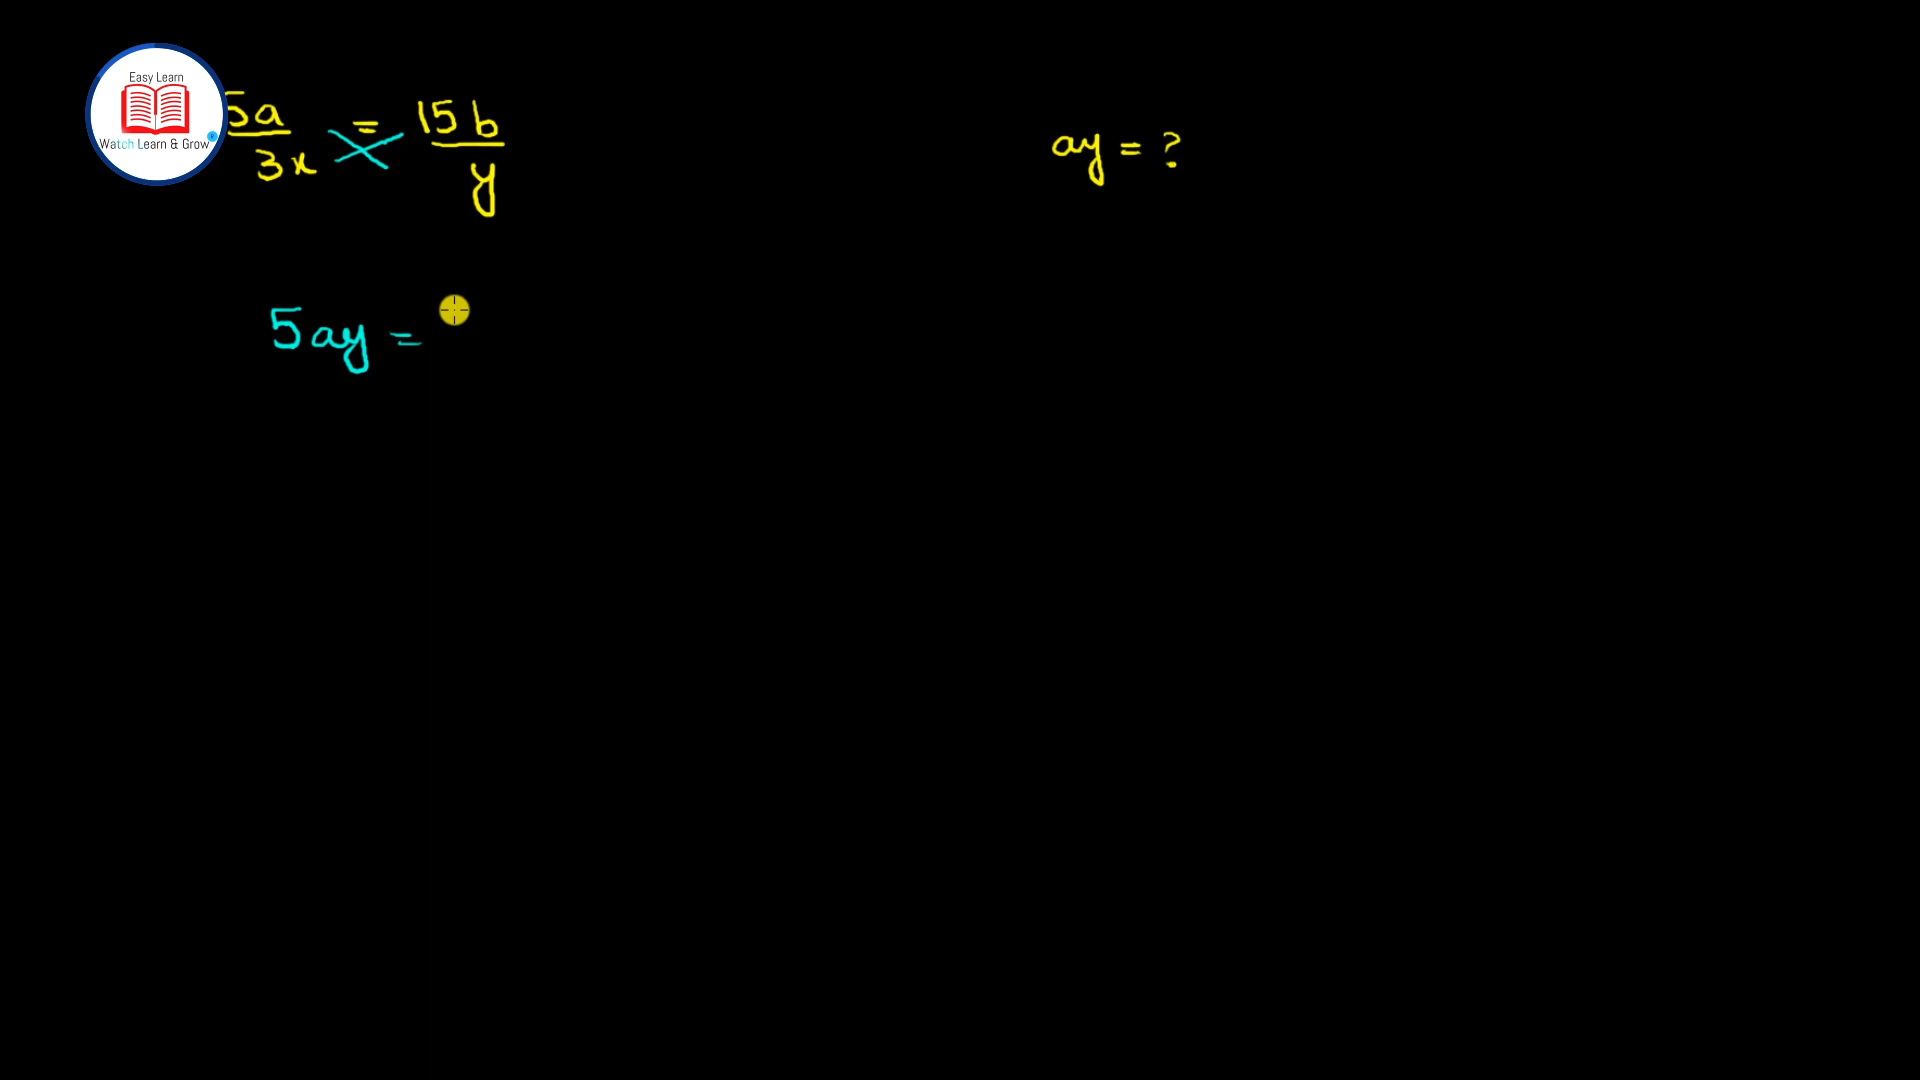 Easy Learn
Watch Learn & Grow
5a/3x = 15b/y
ay = ?
5ay =